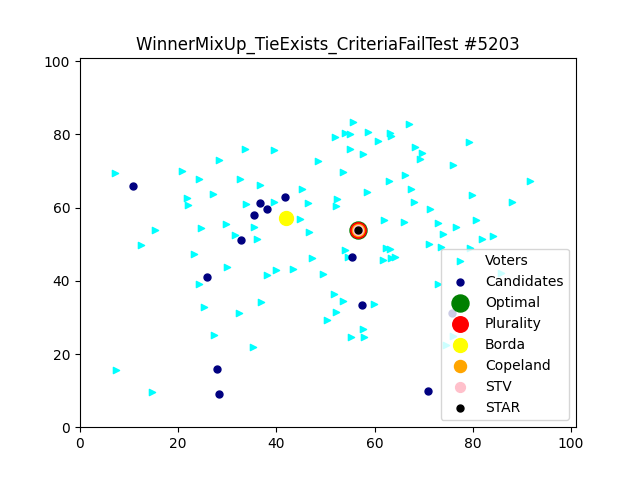 WinnerMixUp_TieExists_CriteriaFailTest #5203
100
80
60
40
20
0
0 20 40 60 80 100
Voters
Candidates
Optimal
Plurality
Borda
Copeland
STV
STAR